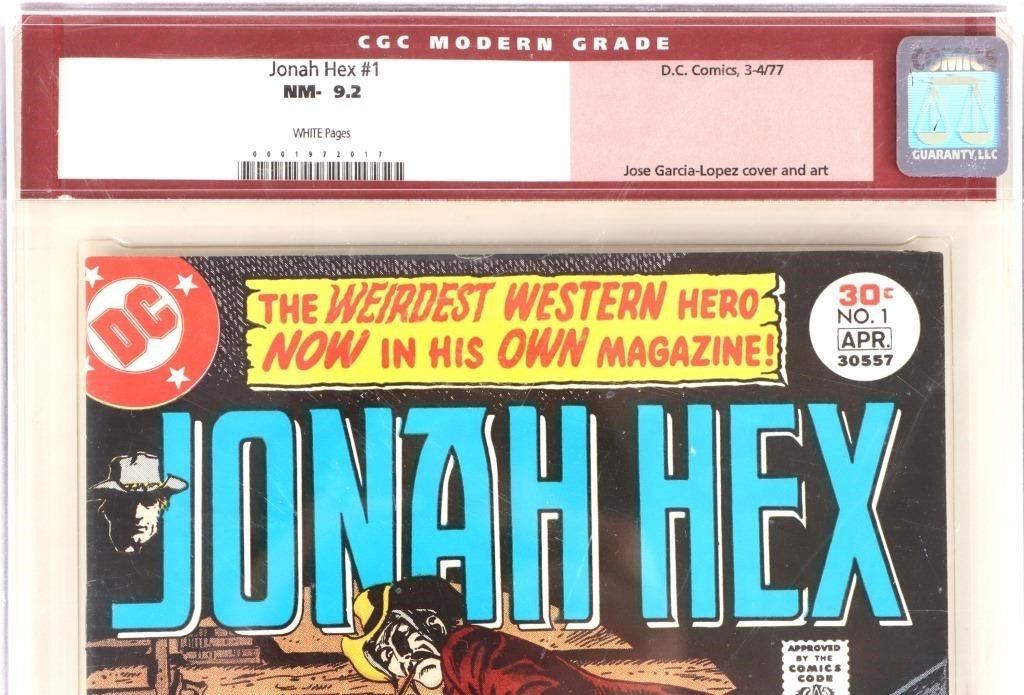 CGC MODERN GRADE
Jonah Hex #1
NM- 9.2
WHITE Pages
0001972017
D.C. Comics, 3-4/77
Jose Garcia-Lopez cover and art
COMICS
GUARANTY, LLC
DC
THE WEIRDEST WESTERN HERO
NOW IN HIS OWN MAGAZINE!
30¢
NO. 1
APR.
30557
JONAH HEX
APPROVED
BY THE
COMICS
CODE